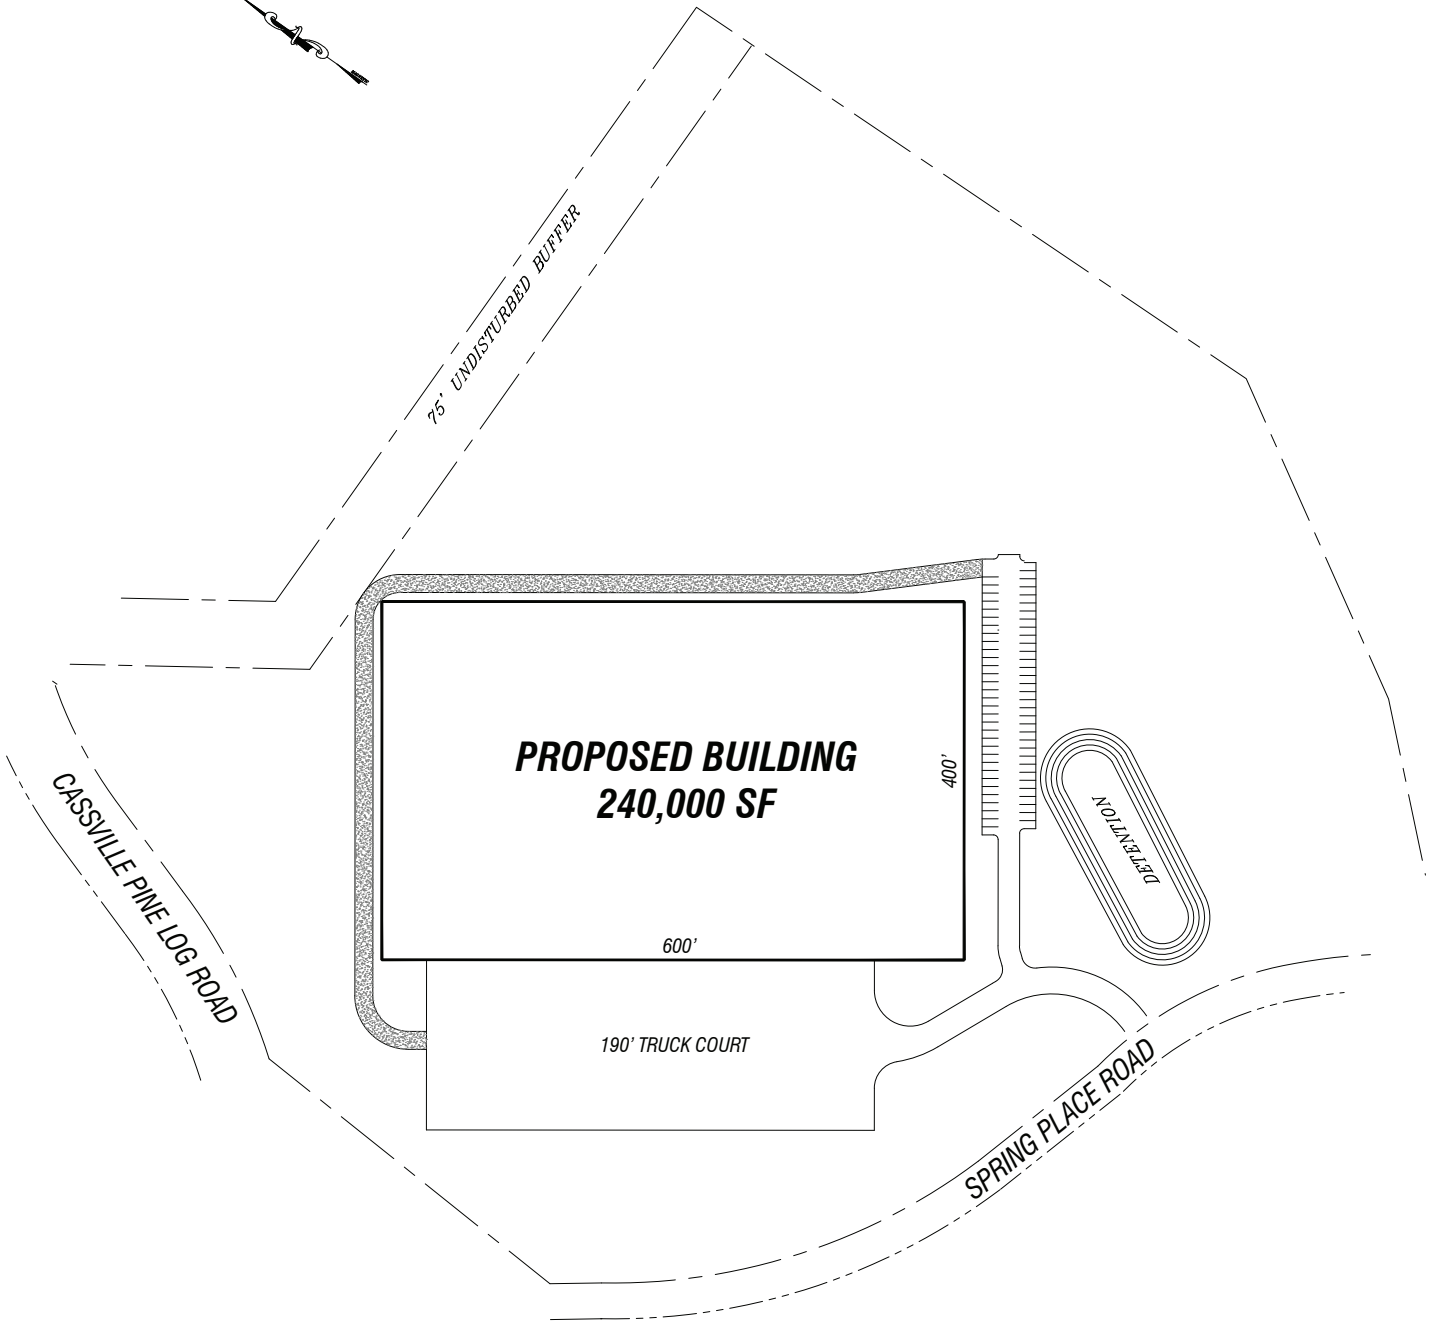 75' UNDISTURBED BUFFER
PROPOSED BUILDING
240,000 SF
400'
600'
DETENTION
CASSVILLE PINE LOG ROAD
190' TRUCK COURT
SPRING PLACE ROAD